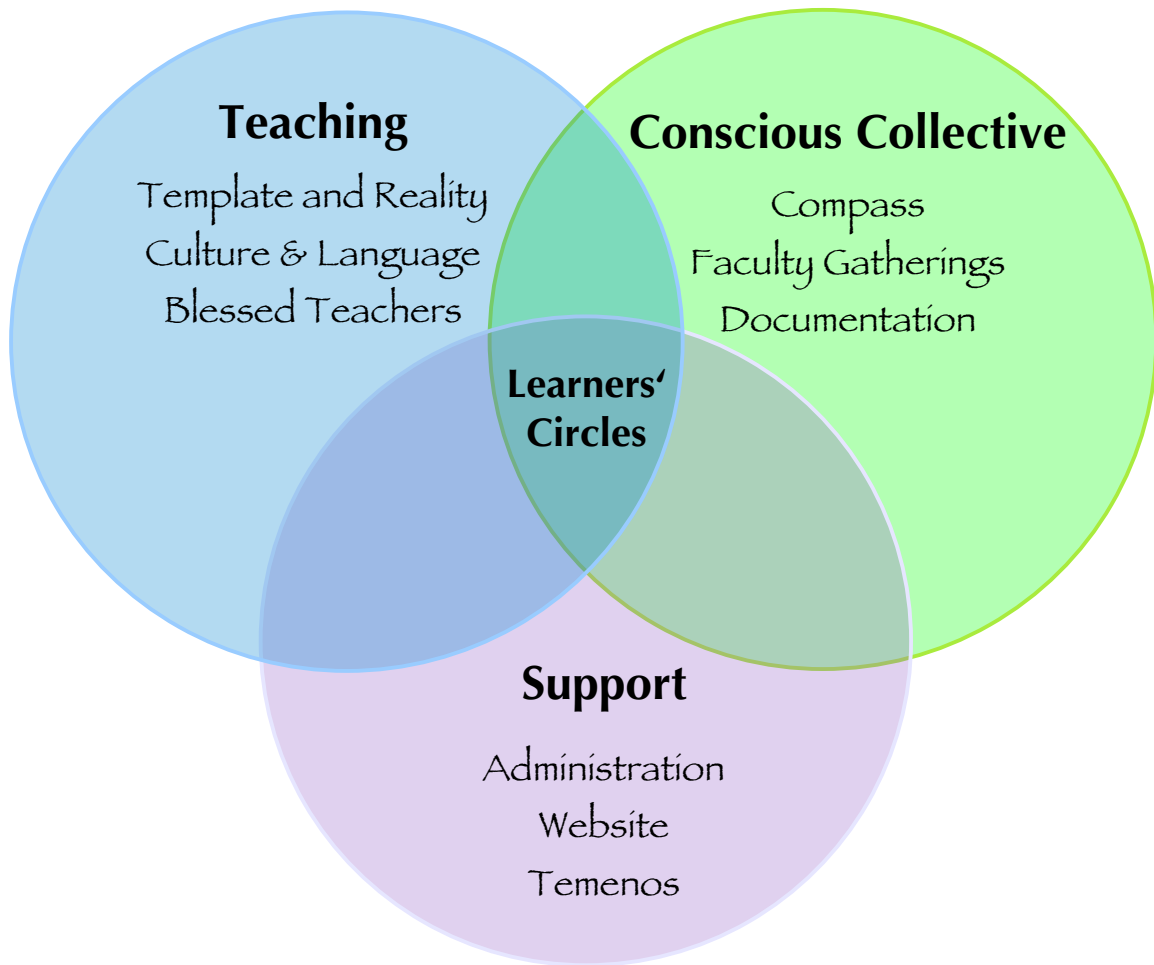 Teaching
Template and Reality
Culture & Language
Blessed Teachers
Conscious Collective
Compass
Faculty Gatherings
Documentation
Learners‘
Circles
Support
Administration
Website
Temenos